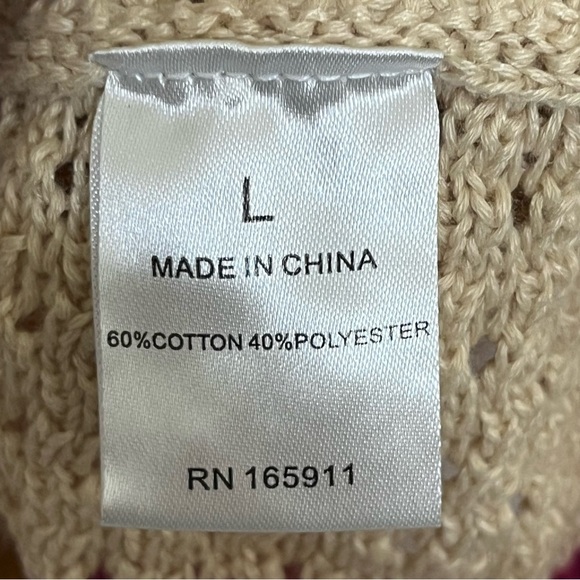 L
MADE IN CHINA
60%COTTON 40%POLYESTER
RN 165911